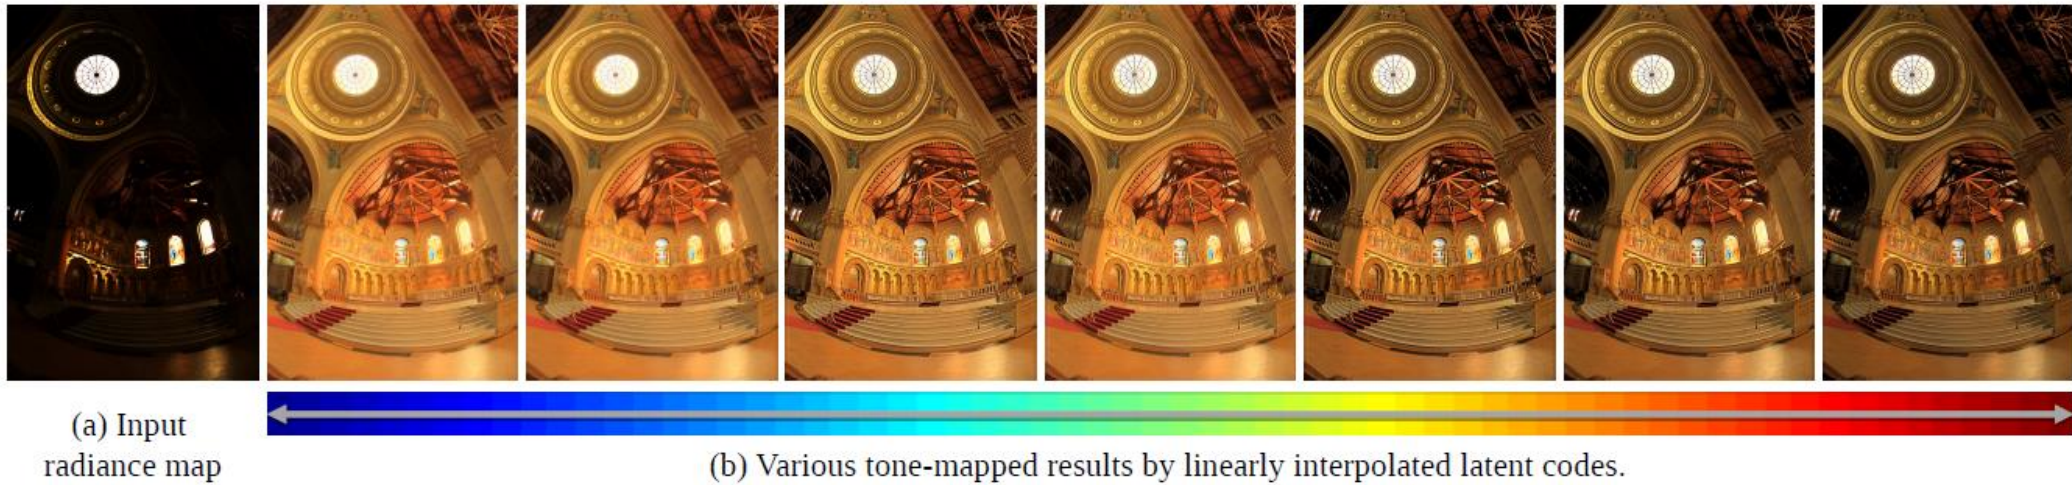 (a) Input
radiance map
(b) Various tone-mapped results by linearly interpolated latent codes.